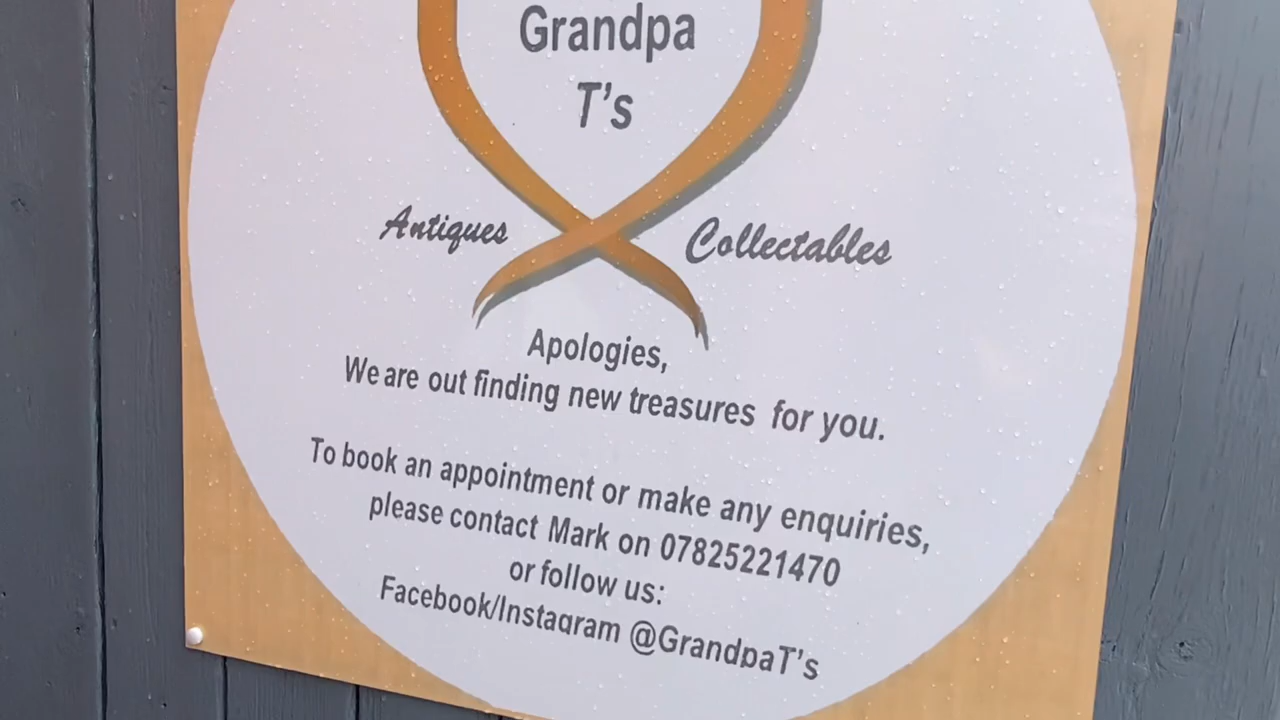 Grandpa
T's
Antiques Collectables
Apologies,
We are out finding new treasures for you.
To book an appointment or make any enquiries,
please contact Mark on 07825221470
or follow us:
Facebook/Instagram @GrandpaT's